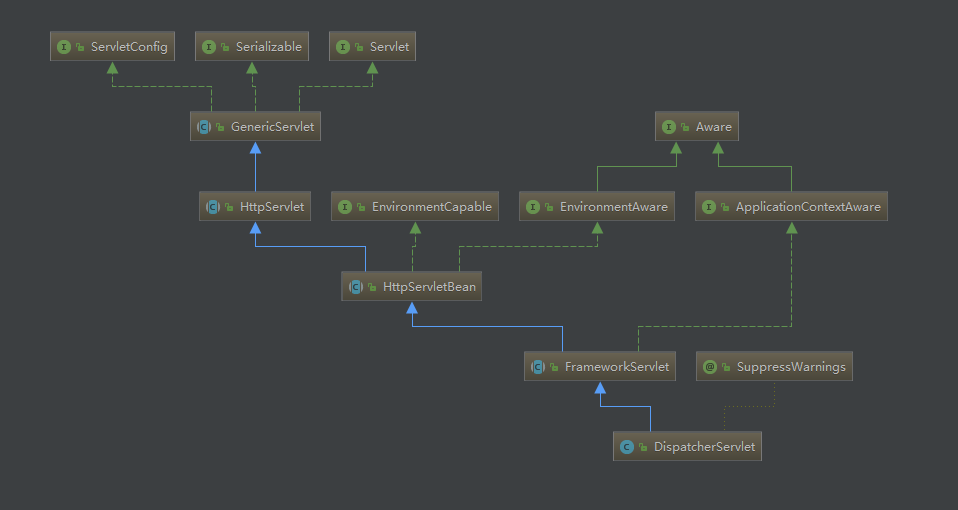 ServletConfig
Serializable
Servlet
GenericServlet
Aware
HttpServlet
EnvironmentCapable
EnvironmentAware
ApplicationContextAware
HttpServletBean
FrameworkServlet
SuppressWarnings
DispatcherServlet